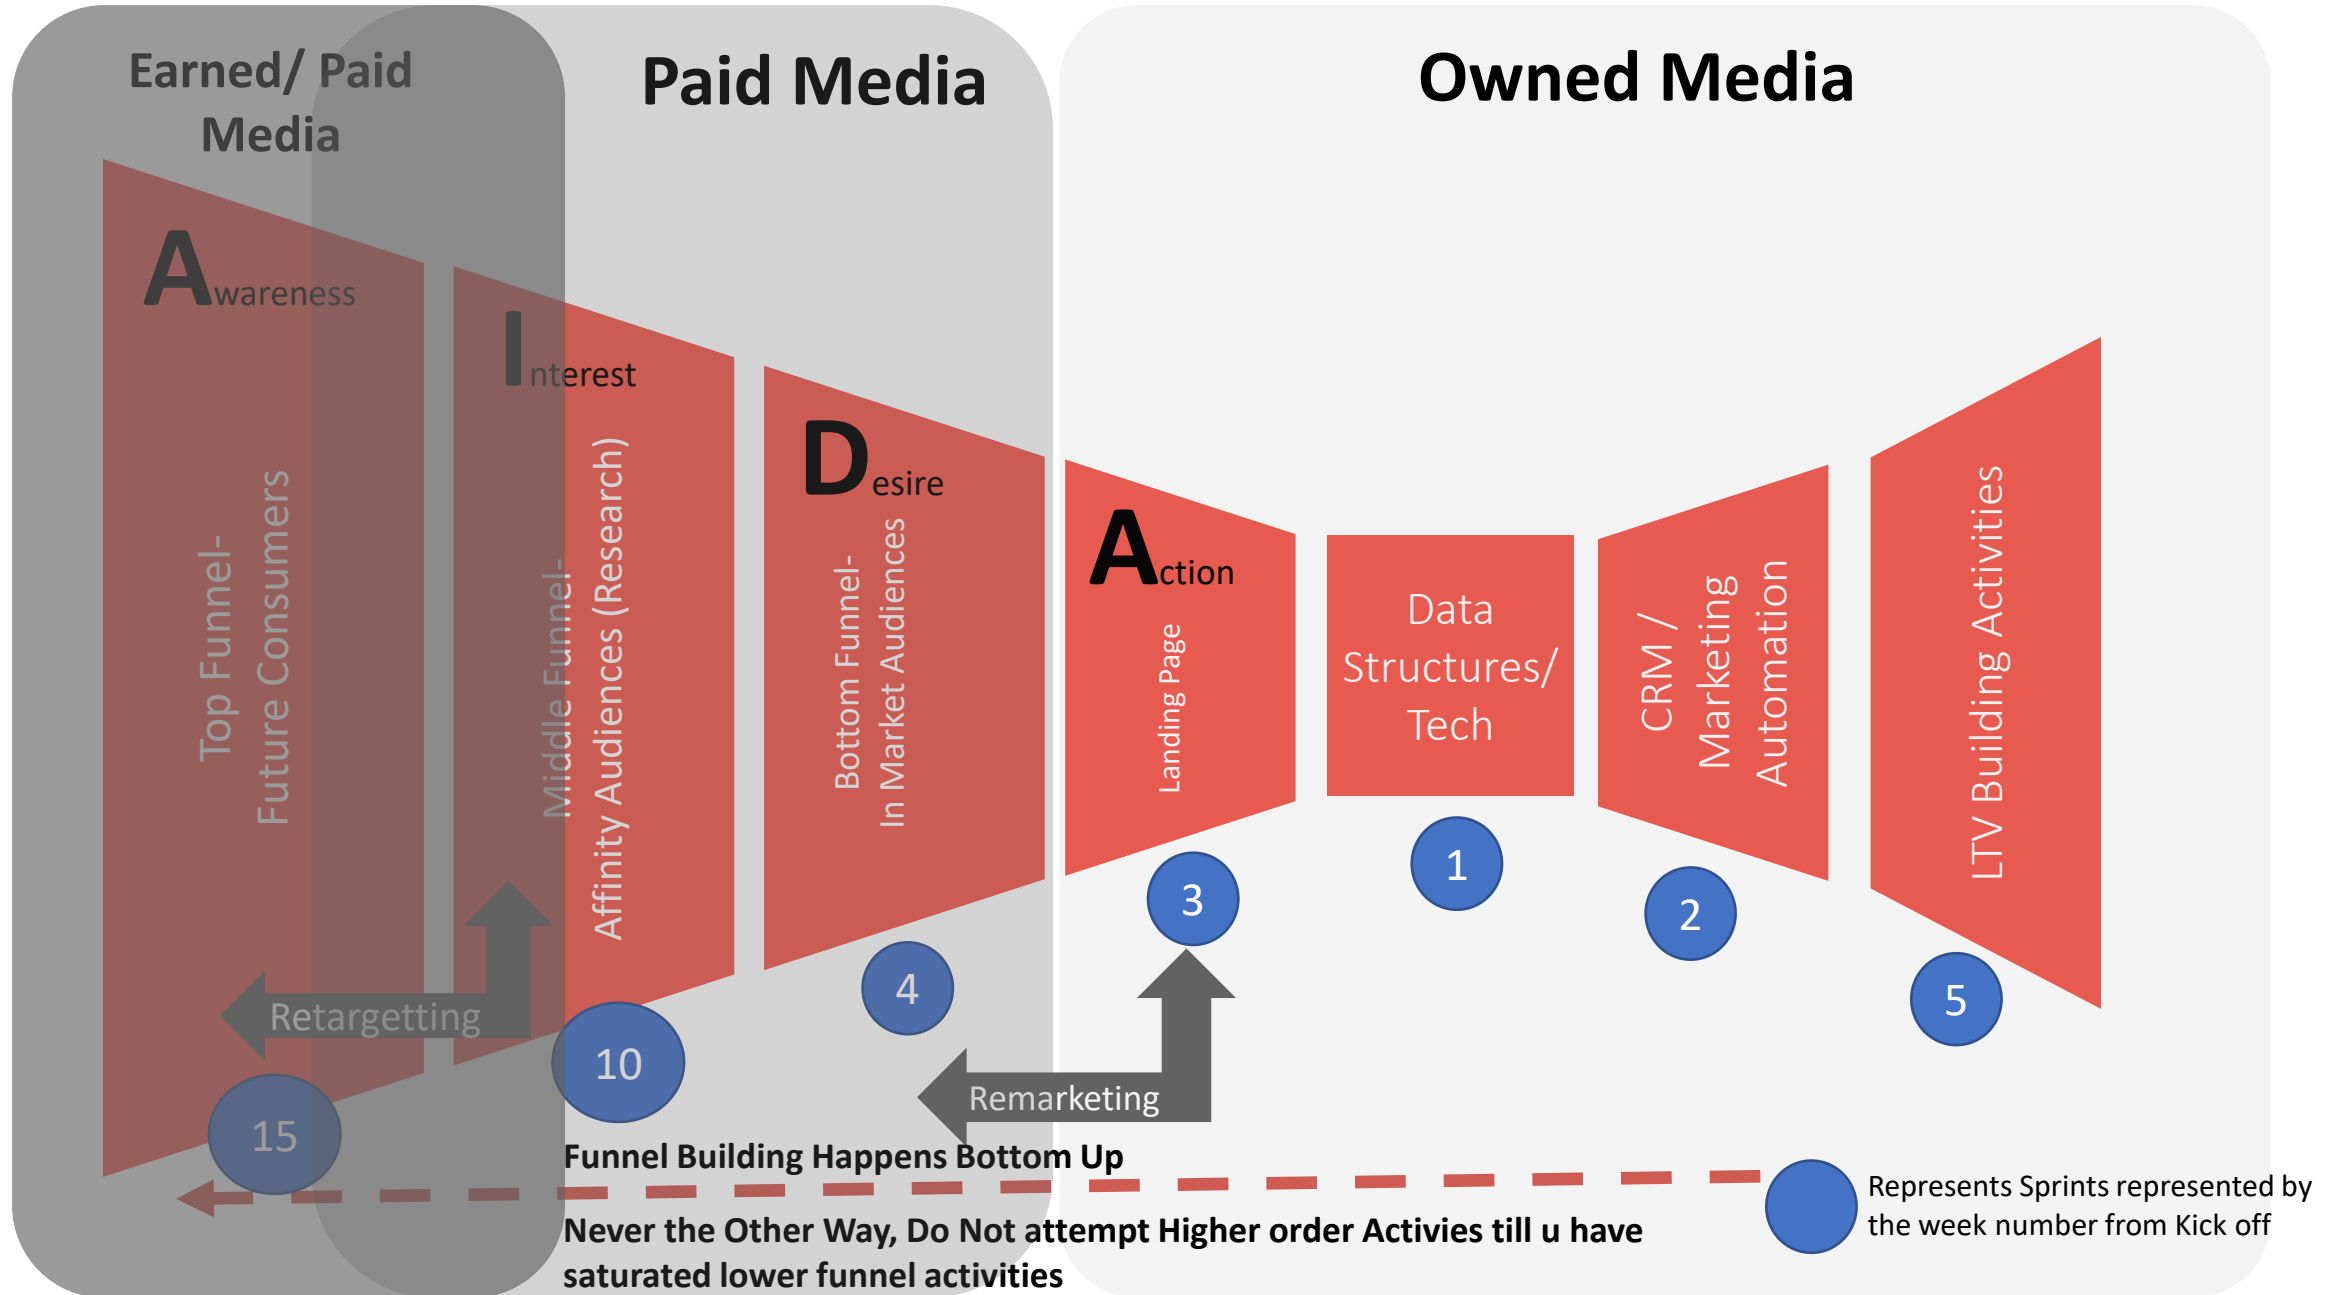 Earned/ Paid
Media
Paid Media
Owned Media
Awareness
Top Funnel-
Future Consumers
Interest
Middle Funnel-
Affinity Audiences (Research)
Desire
Bottom Funnel-
In Market Audiences
Action
Landing Page
Data
Structures/
Tech
CRM /
Marketing
Automation
LTV Building Activities
Retargetting
Remarketing
15
10
4
3
1
2
5
Funnel Building Happens Bottom Up
Never the Other Way, Do Not attempt Higher order Activies till u have
saturated lower funnel activities
Represents Sprints represented by
the week number from Kick off